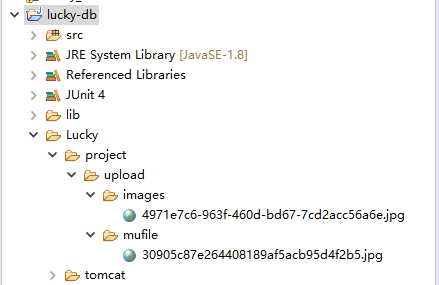 lucky-db
src
JRE System Library [JavaSE-1.8]
Referenced Libraries
JUnit 4
lib
Lucky
project
upload
images
4971e7c6-963f-460d-bd67-7cd2acc56a6e.jpg
mufile
30905c87e264408189af5acb95d4f2b5.jpg
tomcat